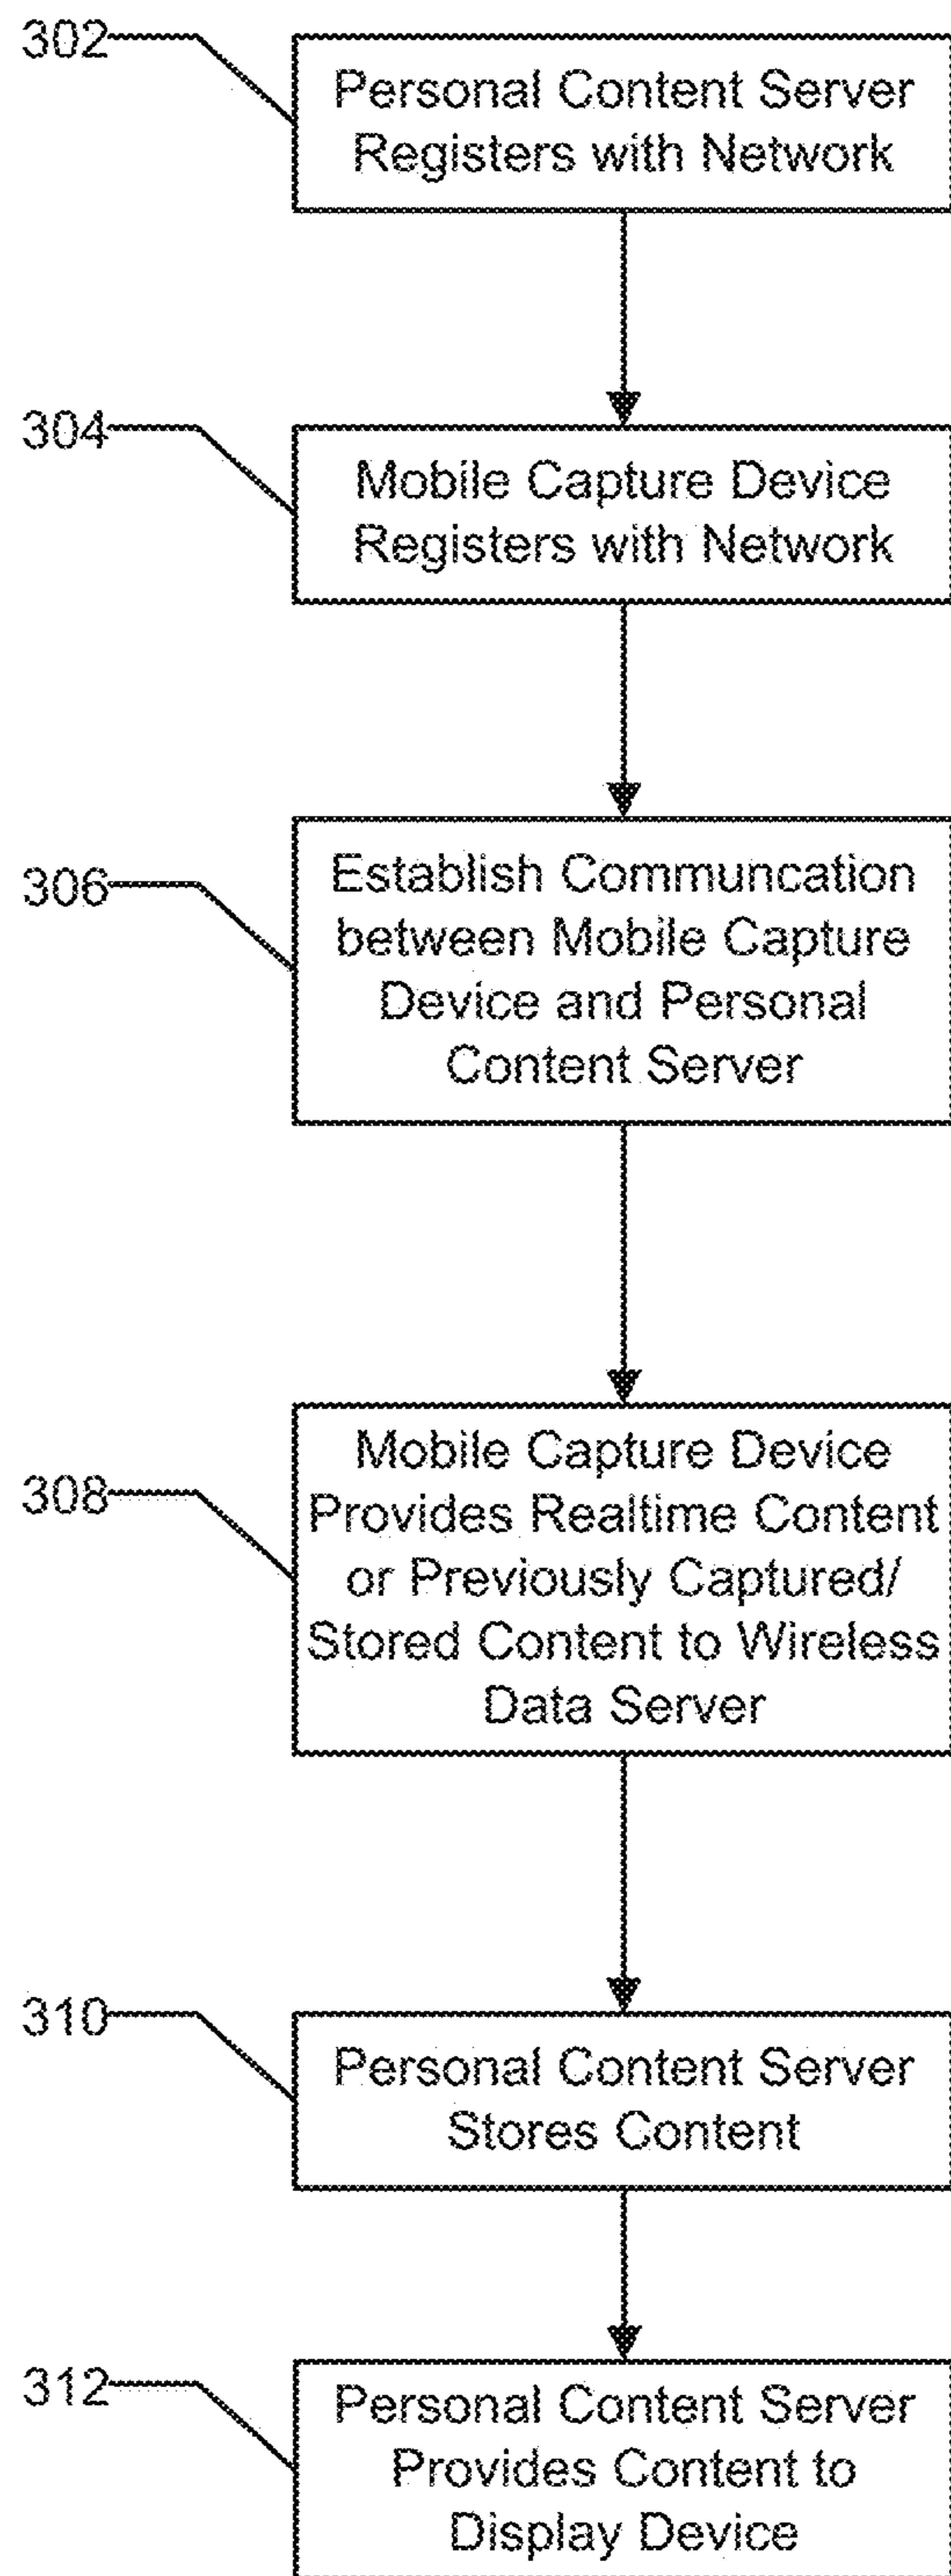 302
Personal Content Server
Registers with Network
304
Mobile Capture Device
Registers with Network
306
Establish Communcation
between Mobile Capture
Device and Personal
Content Server
308
Mobile Capture Device
Provides Realtime Content
or Previously Captured/
Stored Content to Wireless
Data Server
310
Personal Content Server
Stores Content
312
Personal Content Server
Provides Content to
Display Device